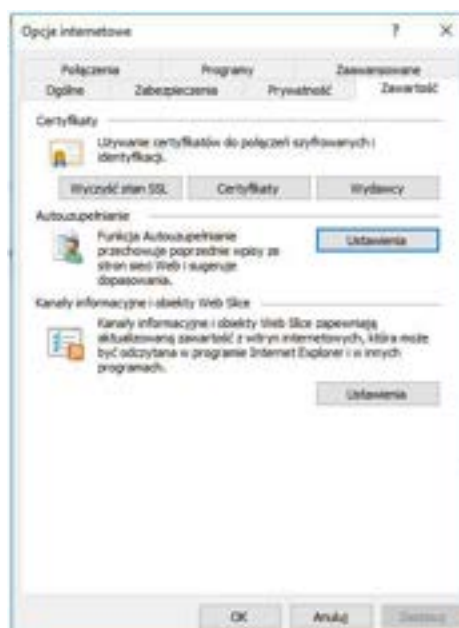 Opcje internetowe
?
×
Połączenia
Programy
Zaawansowane
Ogólne
Zabezpieczenia
Prywatność
Zawartość
Certyfikaty
Używanie certyfikatów do połączeń szyfrowanych i
identyfikacji.
Wyczyść stan SSL
Certyfikaty
Wydawcy
Autouzupełnianie
Funkcja Autouzupełnianie
przechowuje poprzednie wpisy ze
stron sieci Web i sugeruje
dopasowania.
Ustawienia
Kanały informacyjne i obiekty Web Slice
Kanały informacyjne i obiekty Web Slice zapewniają
aktualizowaną zawartość z witryn internetowych, która może
być odczytana w programie Internet Explorer i w innych
programach.
Ustawienia
OK
Anuluj
Zastosuj